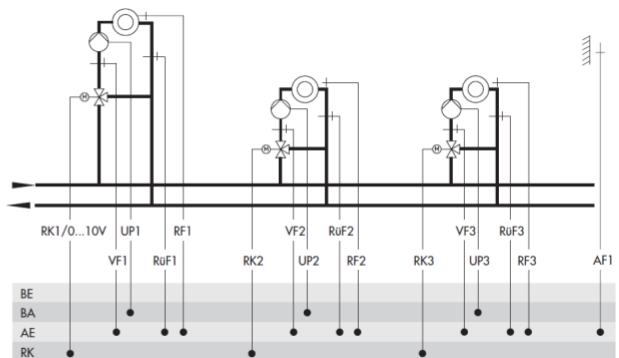 M
M
M
RK1/0...10V UP1 RF1 VF2 RüF2 VF3 RüF3
VF1 RüF1 RK2 UP2 RF2 RK3 UP3 RF3 AF1
BE
BA
AE
RK